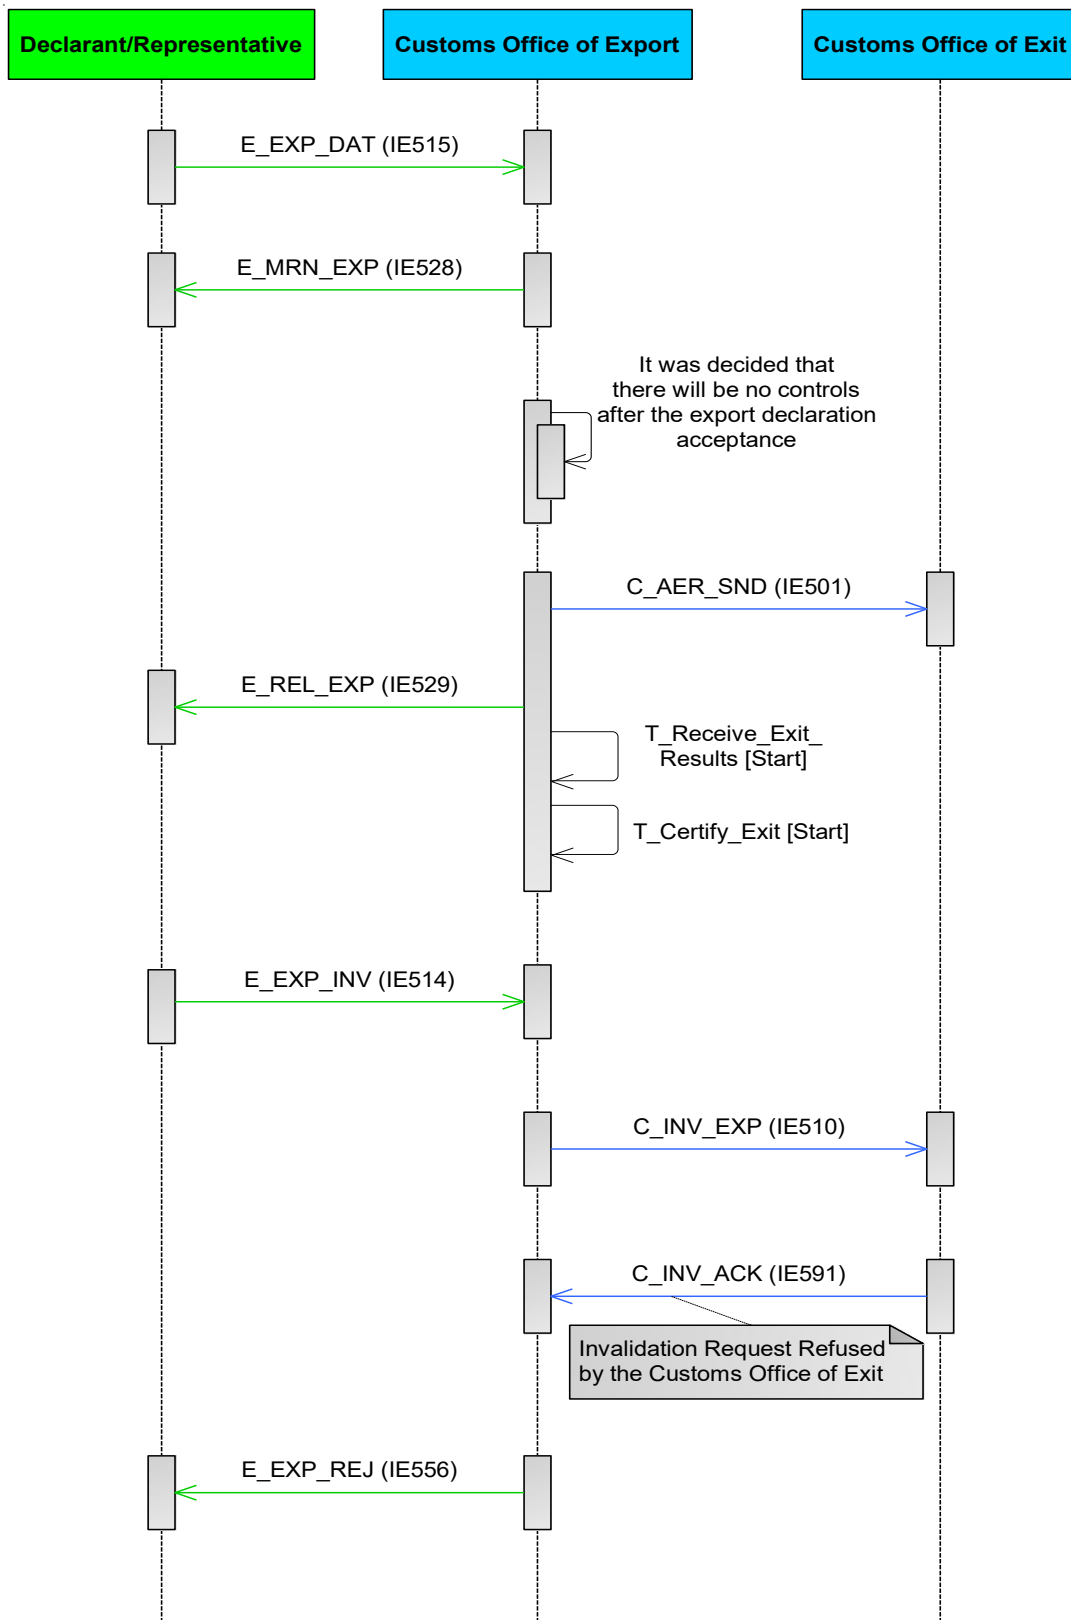 Declarant/Representative
Customs Office of Export
Customs Office of Exit
E_EXP_DAT (IE515)
E_MRN_EXP (IE528)
It was decided that
there will be no controls
after the export declaration
acceptance
C_AER_SND (IE501)
E_REL_EXP (IE529)
T_Receive_Exit_
Results [Start]
T_Certify_Exit [Start]
E_EXP_INV (IE514)
C_INV_EXP (IE510)
C_INV_ACK (IE591)
Invalidation Request Refused
by the Customs Office of Exit
E_EXP_REJ (IE556)